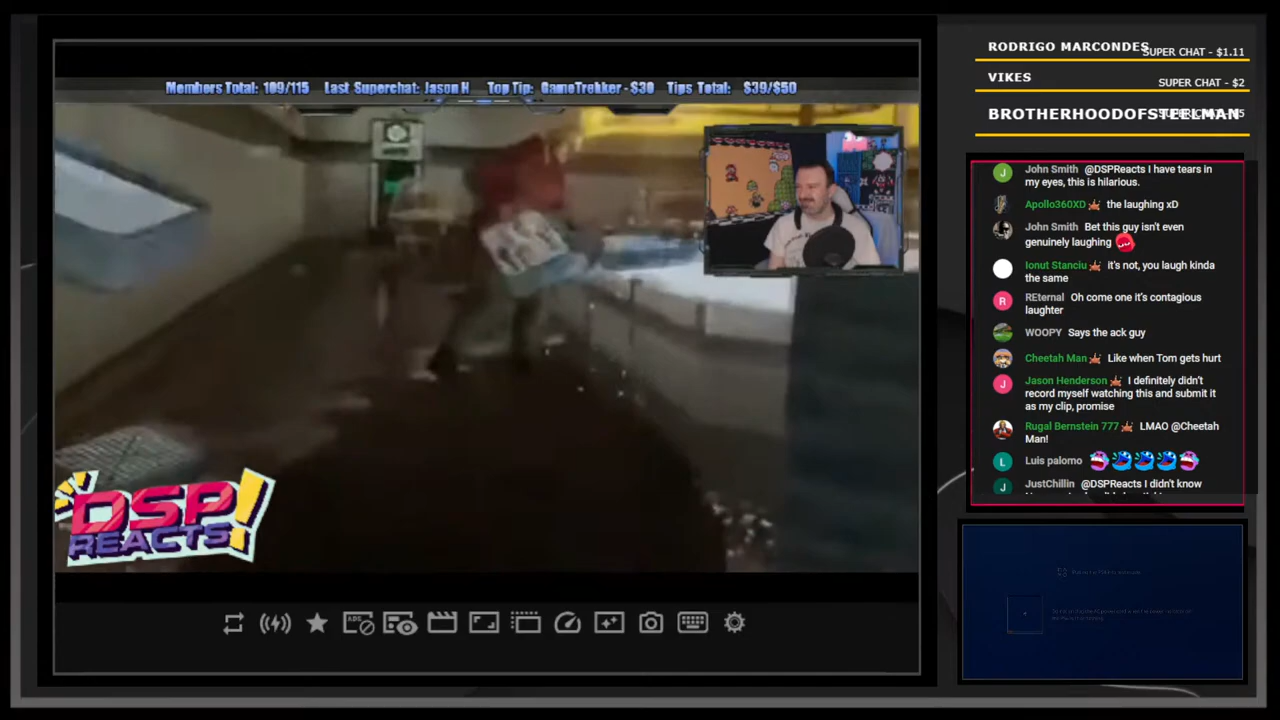 Members Total: 109/115 Last Superchat: Jason H Top Tip: GameTrekker - $30 Tips Total: $39/$50
DSP!
REACTS
ADS
RODRIGO MARCONDES
SUPER CHAT - $1.11
VIKES
SUPER CHAT - $2
BROTHERHOODOFSTEELMAN
John Smith @DSPReacts I have tears in
my eyes, this is hilarious.
Apollo360XD the laughing xD
John Smith Bet this guy isn't even
genuinely laughing
Ionut Stanciu it's not, you laugh kinda
the same
REternal Oh come one it's contagious
laughter
WOOPY Says the ack guy
Cheetah Man Like when Tom gets hurt
Jason Henderson I definitely didn't
record myself watching this and submit it
as my clip, promise
Rugal Bernstein 777 LMAO @Cheetah
Man!
Luis palomo
JustChillin @DSPReacts I didn't know